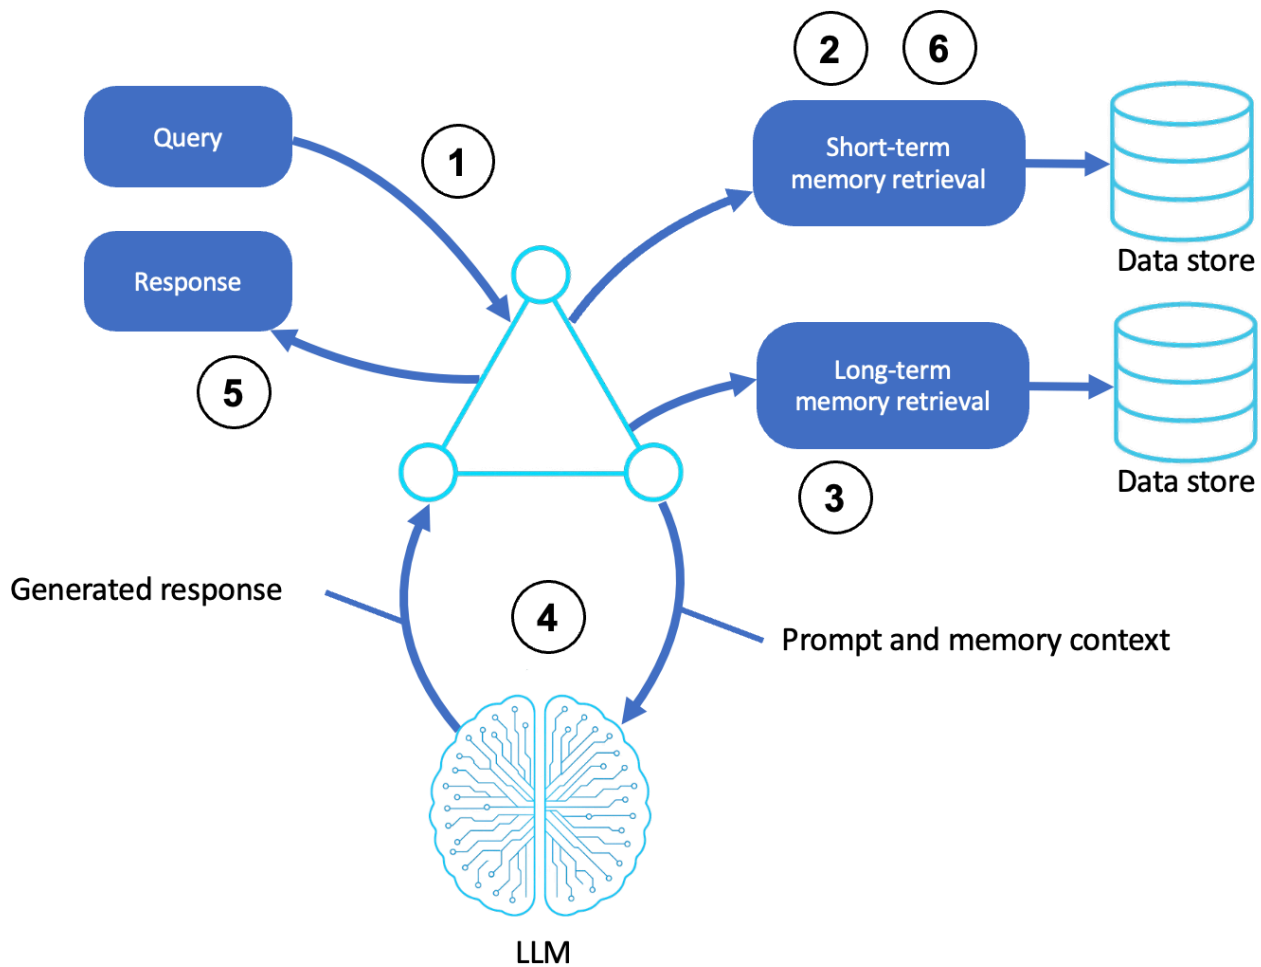 2
6
Query
1
Short-term
memory retrieval
Data store
Response
5
Long-term
memory retrieval
Data store
3
Generated response
4
Prompt and memory context
LLM